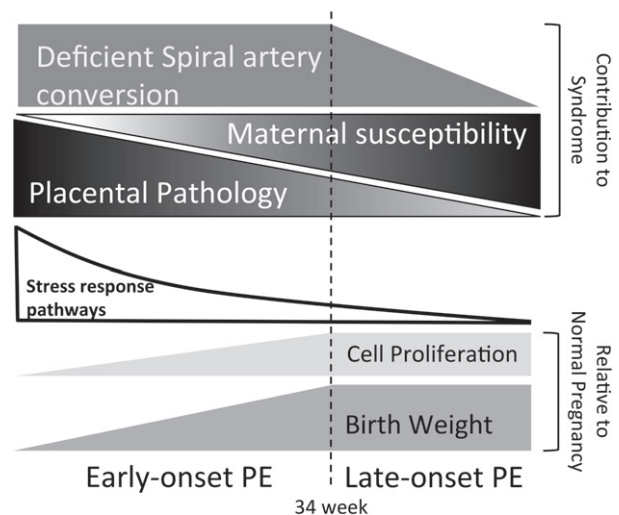 Deficient Spiral artery
conversion
Maternal susceptibility
Placental Pathology
Contribution to
Syndrome
Stress response
pathways
Cell Proliferation
Birth Weight
Relative to
Normal Pregnancy
Early-onset PE
Late-onset PE
34 week